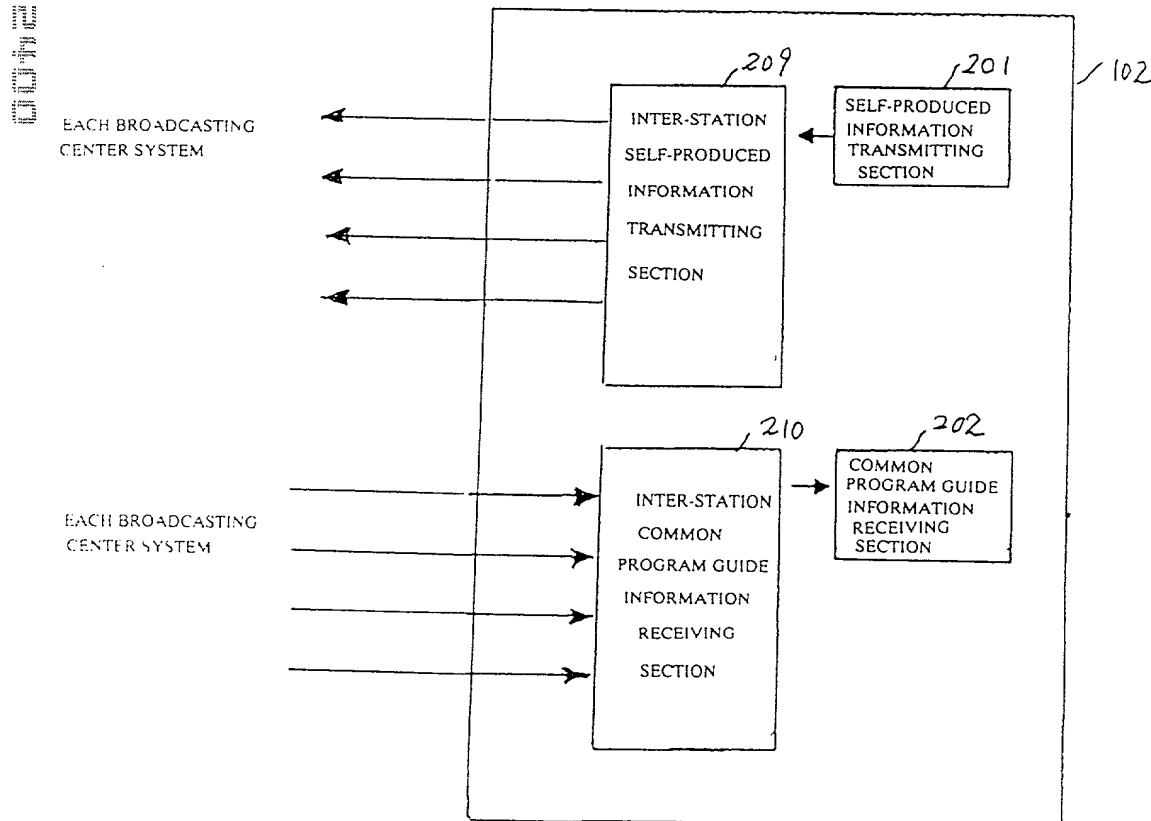 209
201
102
EACH BROADCASTING
CENTER SYSTEM
INTER-STATION
SELF-PRODUCED
INFORMATION
TRANSMITTING
SECTION
SELF-PRODUCED
INFORMATION
TRANSMITTING
SECTION
210
202
EACH BROADCASTING
CENTER SYSTEM
INTER-STATION
COMMON
PROGRAM GUIDE
INFORMATION
RECEIVING
SECTION
COMMON
PROGRAM GUIDE
INFORMATION
RECEIVING
SECTION